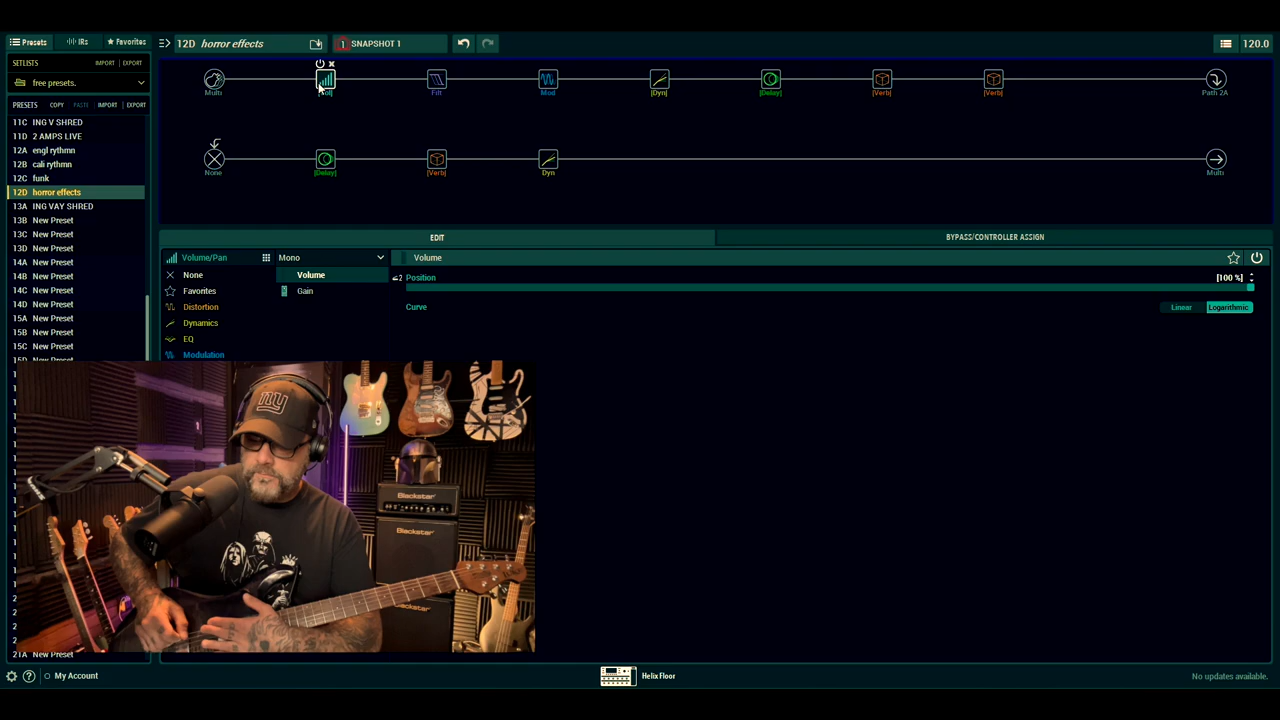 Presets IRs Favorites
12D horror effects
1 SNAPSHOT 1
120.0
SETLISTS IMPORT EXPORT
free presets.
PRESETS COPY PASTE IMPORT EXPORT
11C ING V SHRED
11D 2 AMPS LIVE
12A engl rythmn
12B cali rythmn
12C funk
12D horror effects
13A ING VAY SHRED
13B New Preset
13C New Preset
13D New Preset
14A New Preset
14B New Preset
14C New Preset
14D New Preset
15A New Preset
15B New Preset
15C New Preset
21A New Preset
Multi
Filt
Mod
|Dyn|
|Delay|
|Verb|
|Verb|
Path 2A
None
|Delay|
|Verb|
Dyn
Multi
EDIT
BYPASS/CONTROLLER ASSIGN
Volume/Pan
Mono
Volume
None
Volume
Favorites
Gain
Distortion
Dynamics
EQ
Modulation
2 Position
[100 %]
Curve
Linear Logarithmic
NY
Blackstar
Blackstar
My Account
Helix Floor
No updates available.